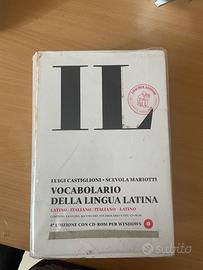 IL
LUIGI CASTIGLIONI • SCEVOLA MARIOTTI
VOCABOLARIO
DELLA LINGUA LATINA
LATINO • ITALIANO / ITALIANO • LATINO
4ª EDIZIONE CON CD-ROM PER WINDOWS
Subito